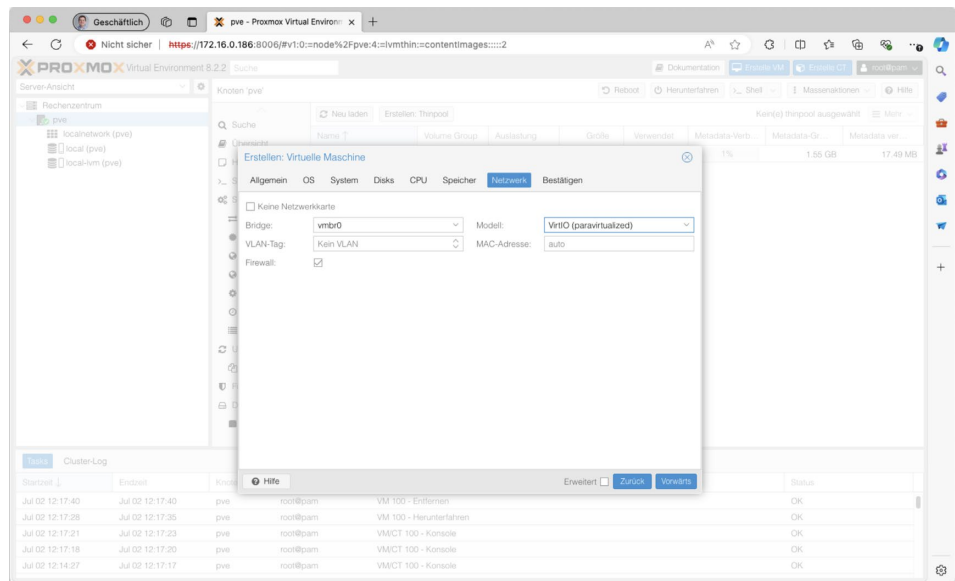 Geschäftlich
pve - Proxmox Virtual Environm
Nicht sicher https://172.16.0.186:8006/#v1:0:=node%2Fpve:4:=lvmthin:=contentImages:::::2
PROXMOX Virtual Environment 8.2.2 Suche Dokumentation Erstelle VM Erstelle CT root@pam
Server-Ansicht Knoten 'pve' Reboot Herunterfahren Shell Massenaktionen Hilfe
Rechenzentrum
pve
localnetwork (pve)
local (pve)
local-lvm (pve)
Suche
Übersicht
Neu laden Erstellen: Thinpool Kein(e) thinpool ausgewählt Mehr
Name Volume Group Auslastung Größe Verwendet Metadata-Verb... Metadata-Gr... Metadata ver...
1% 1.55 GB 17.49 MB
Erstellen: Virtuelle Maschine
Allgemein OS System Disks CPU Speicher Netzwerk Bestätigen
Keine Netzwerkkarte
Bridge: vmbr0 Modell: VirtIO (paravirtualized)
VLAN-Tag: Kein VLAN MAC-Adresse: auto
Firewall:
Hilfe Erweitert Zurück Vorwärts
Tasks Cluster-Log
Startzeit Endzeit Status
Jul 02 12:17:40 Jul 02 12:17:40 pve root@pam VM 100 - Entfernen OK
Jul 02 12:17:28 Jul 02 12:17:35 pve root@pam VM 100 - Herunterfahren OK
Jul 02 12:17:21 Jul 02 12:17:23 pve root@pam VM/CT 100 - Konsole OK
Jul 02 12:17:18 Jul 02 12:17:20 pve root@pam VM/CT 100 - Konsole OK
Jul 02 12:14:27 Jul 02 12:17:17 pve root@pam VM/CT 100 - Konsole OK